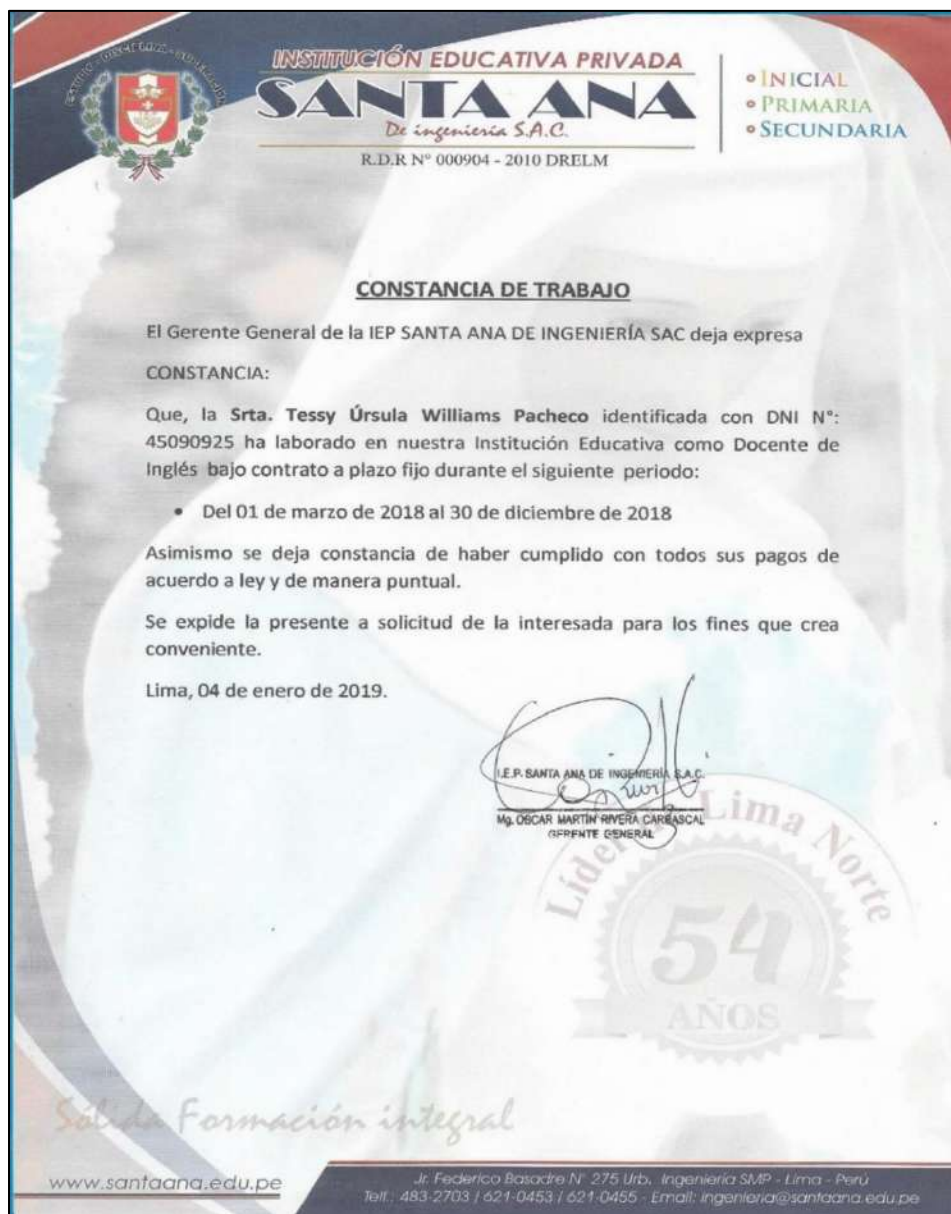 ESTUDIO - DISCIPLINA - SUPERACIÓN
INSTITUCIÓN EDUCATIVA PRIVADA
SANTA ANA
De ingeniería S.A.C.
R.D.R N° 000904 - 2010 DRELM
INICIAL
PRIMARIA
SECUNDARIA
CONSTANCIA DE TRABAJO
El Gerente General de la IEP SANTA ANA DE INGENIERÍA SAC deja expresa
CONSTANCIA:
Que, la Srta. Tessy Úrsula Williams Pacheco identificada con DNI N°:
45090925 ha laborado en nuestra Institución Educativa como Docente de
Inglés bajo contrato a plazo fijo durante el siguiente periodo:
• Del 01 de marzo de 2018 al 30 de diciembre de 2018
Asimismo se deja constancia de haber cumplido con todos sus pagos de
acuerdo a ley y de manera puntual.
Se expide la presente a solicitud de la interesada para los fines que crea
conveniente.
Lima, 04 de enero de 2019.
I.E.P. SANTA ANA DE INGENIERÍA S.A.C.
Mg. OSCAR MARTÍN RIVERA CARBASCAL
GERENTE GENERAL
Líder en Lima Norte
54
AÑOS
Sólida Formación integral
www.santaana.edu.pe
Jr. Federico Basadre N° 275 Urb. Ingeniería SMP - Lima - Perú
Telf.: 483-2703 / 621-0453 / 621-0455 - Email: ingenieria@santaana.edu.pe